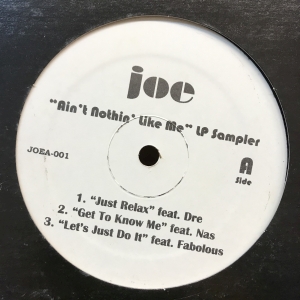 joe
"Ain't Nothin' Like Me" LP Sampler
JOEA-001
A
Side
1. "Just Relax" feat. Dre
2. "Get To Know Me" feat. Nas
3. "Let's Just Do It" feat. Fabolous